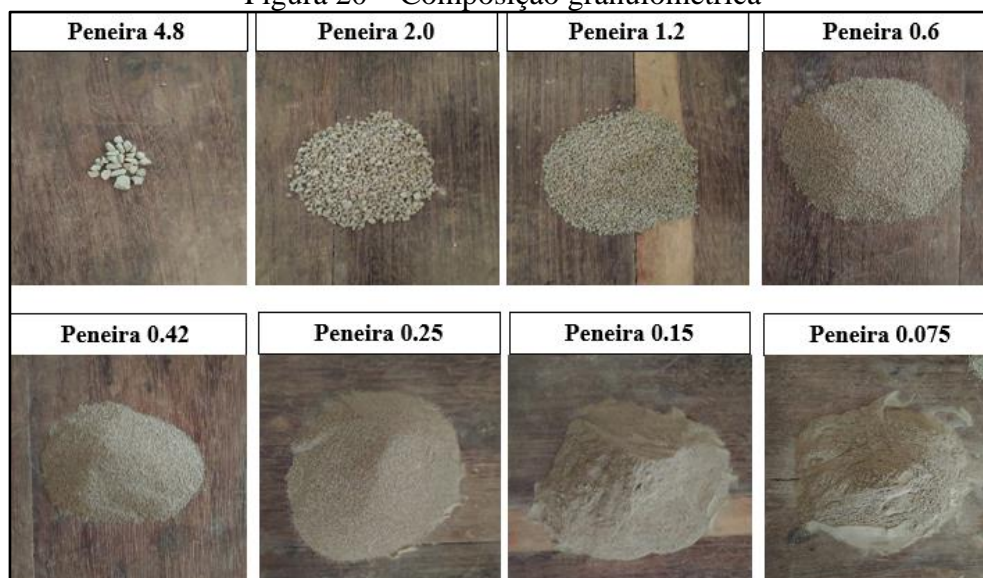 Figura – Composição granulométrica
Peneira 4.8
Peneira 2.0
Peneira 1.2
Peneira 0.6
Peneira 0.42
Peneira 0.25
Peneira 0.15
Peneira 0.075